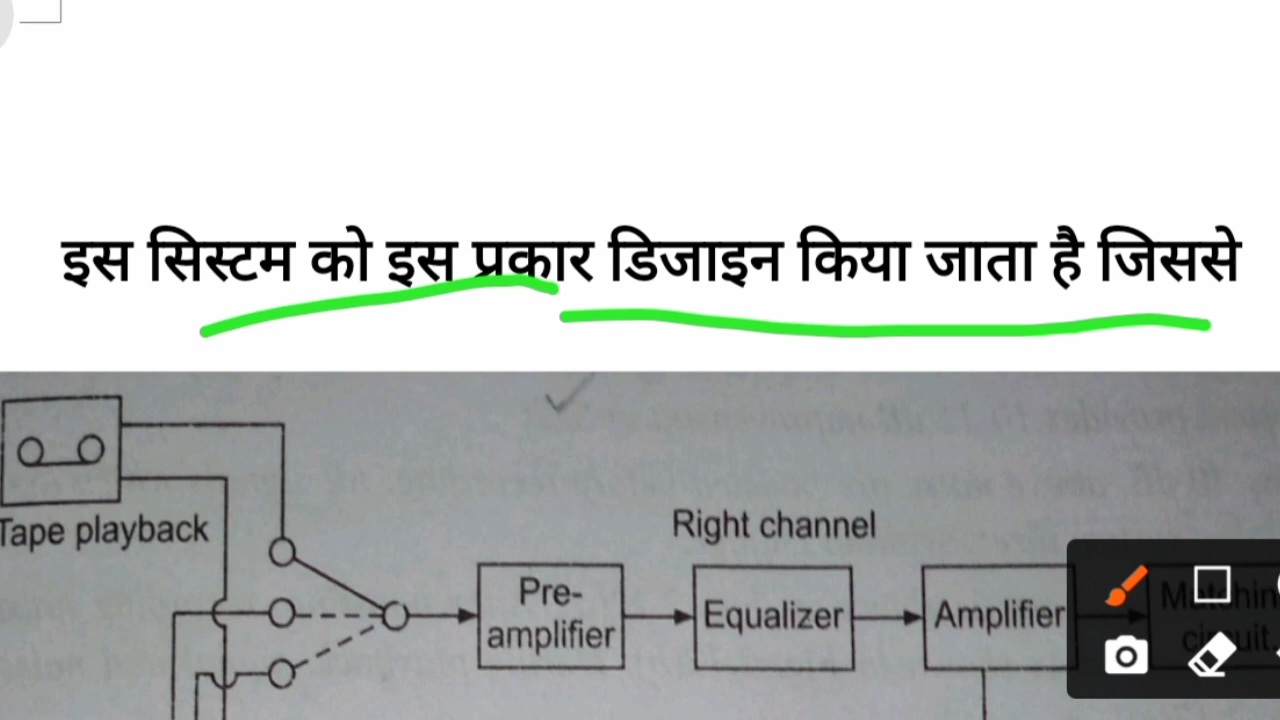 इस सिस्टम को इस प्रकार डिजाइन किया जाता है जिससे
Tape playback
Right channel
Pre-
amplifier
Equalizer
Amplifier